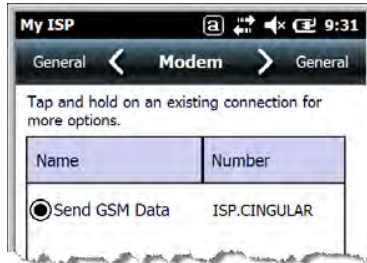 My ISP a 9:31
General Modem General
Tap and hold on an existing connection for
more options.
Name Number
Send GSM Data ISP.CINGULAR